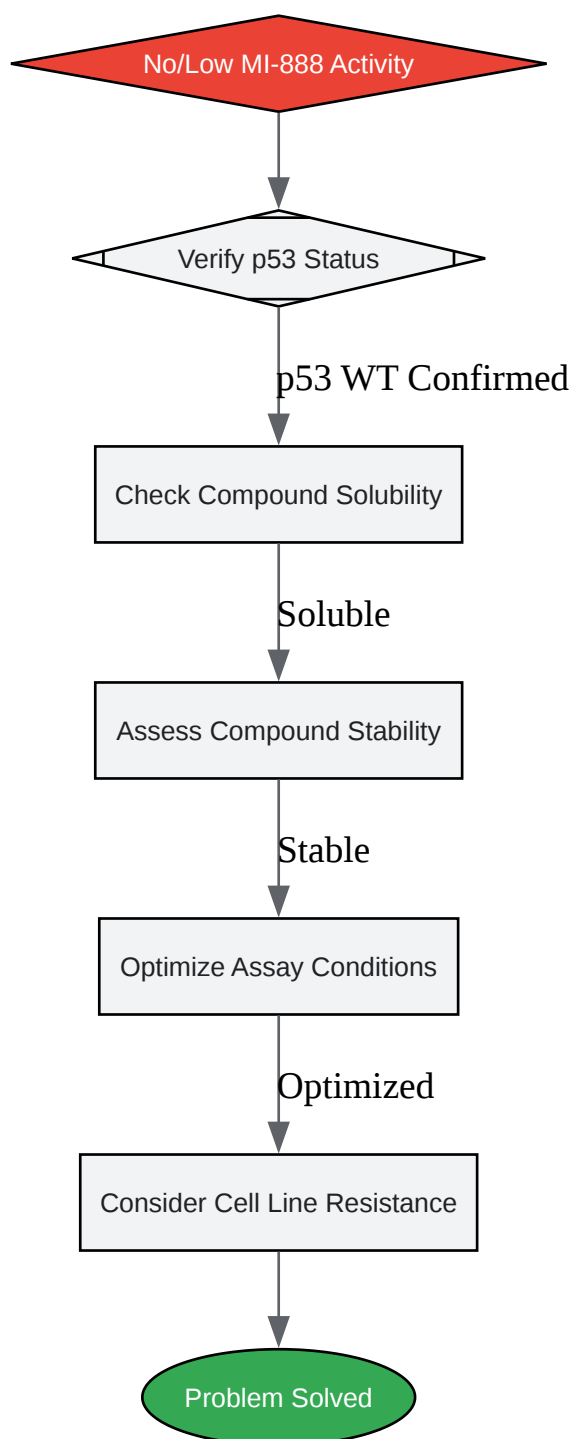 No/Low MI-888 Activity
Verify p53 Status
p53 WT Confirmed
Check Compound Solubility
Soluble
Assess Compound Stability
Stable
Optimize Assay Conditions
Optimized
Consider Cell Line Resistance
Problem Solved